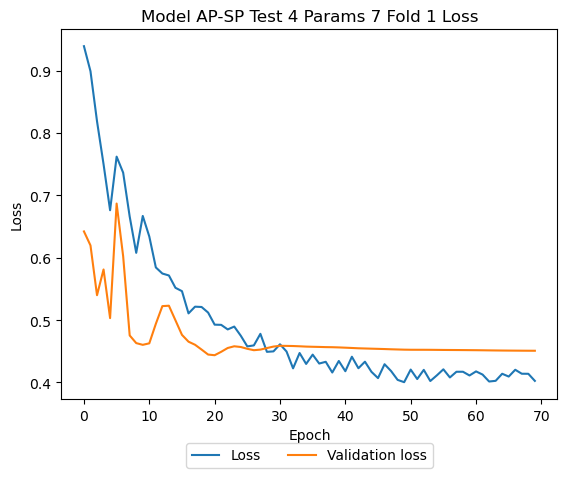 Model AP-SP Test 4 Params 7 Fold 1 Loss
0.9
0.8
0.7
0.6
0.5
0.4
Loss
0 10 20 30 40 50 60 70
Epoch
Loss Validation loss